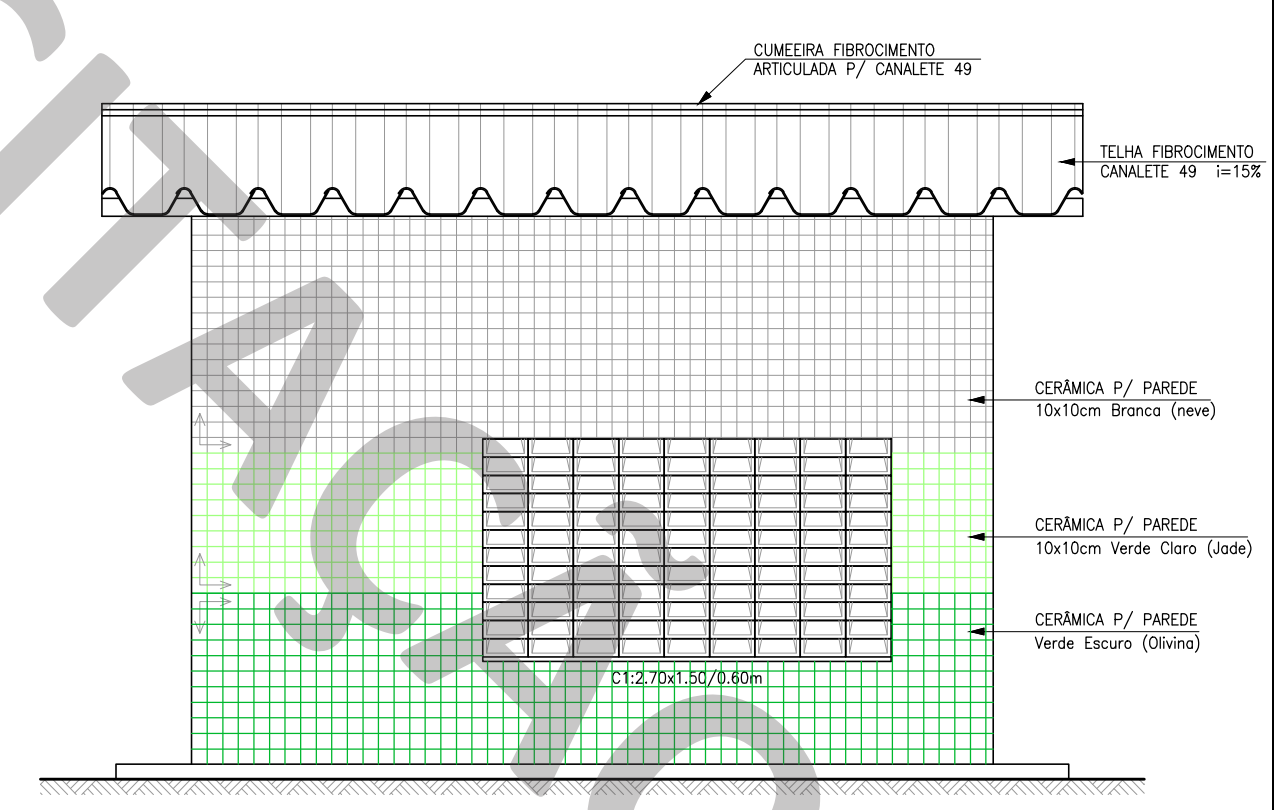 CUMEEIRA FIBROCIMENTO
ARTICULADA P/ CANALETE 49
TELHA FIBROCIMENTO
CANALETE 49 i=15%
CERÂMICA P/ PAREDE
10x10cm Branca (neve)
CERÂMICA P/ PAREDE
10x10cm Verde Claro (Jade)
CERÂMICA P/ PAREDE
Verde Escuro (Olivina)
C1:2.70x1.50/0.60m
CITAÇÃO